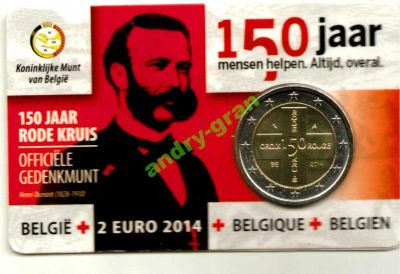 Koninklijke Munt
van België
150 jaar
mensen helpen. Altijd, overal.
150 JAAR
RODE KRUIS
OFFICIËLE
GEDENKMUNT
Henri Dunant (1828-1910)
andry-gran
CROIX 150 ROUGE
BE 2014
BELGIË + 2 EURO 2014 + BELGIQUE + BELGIEN